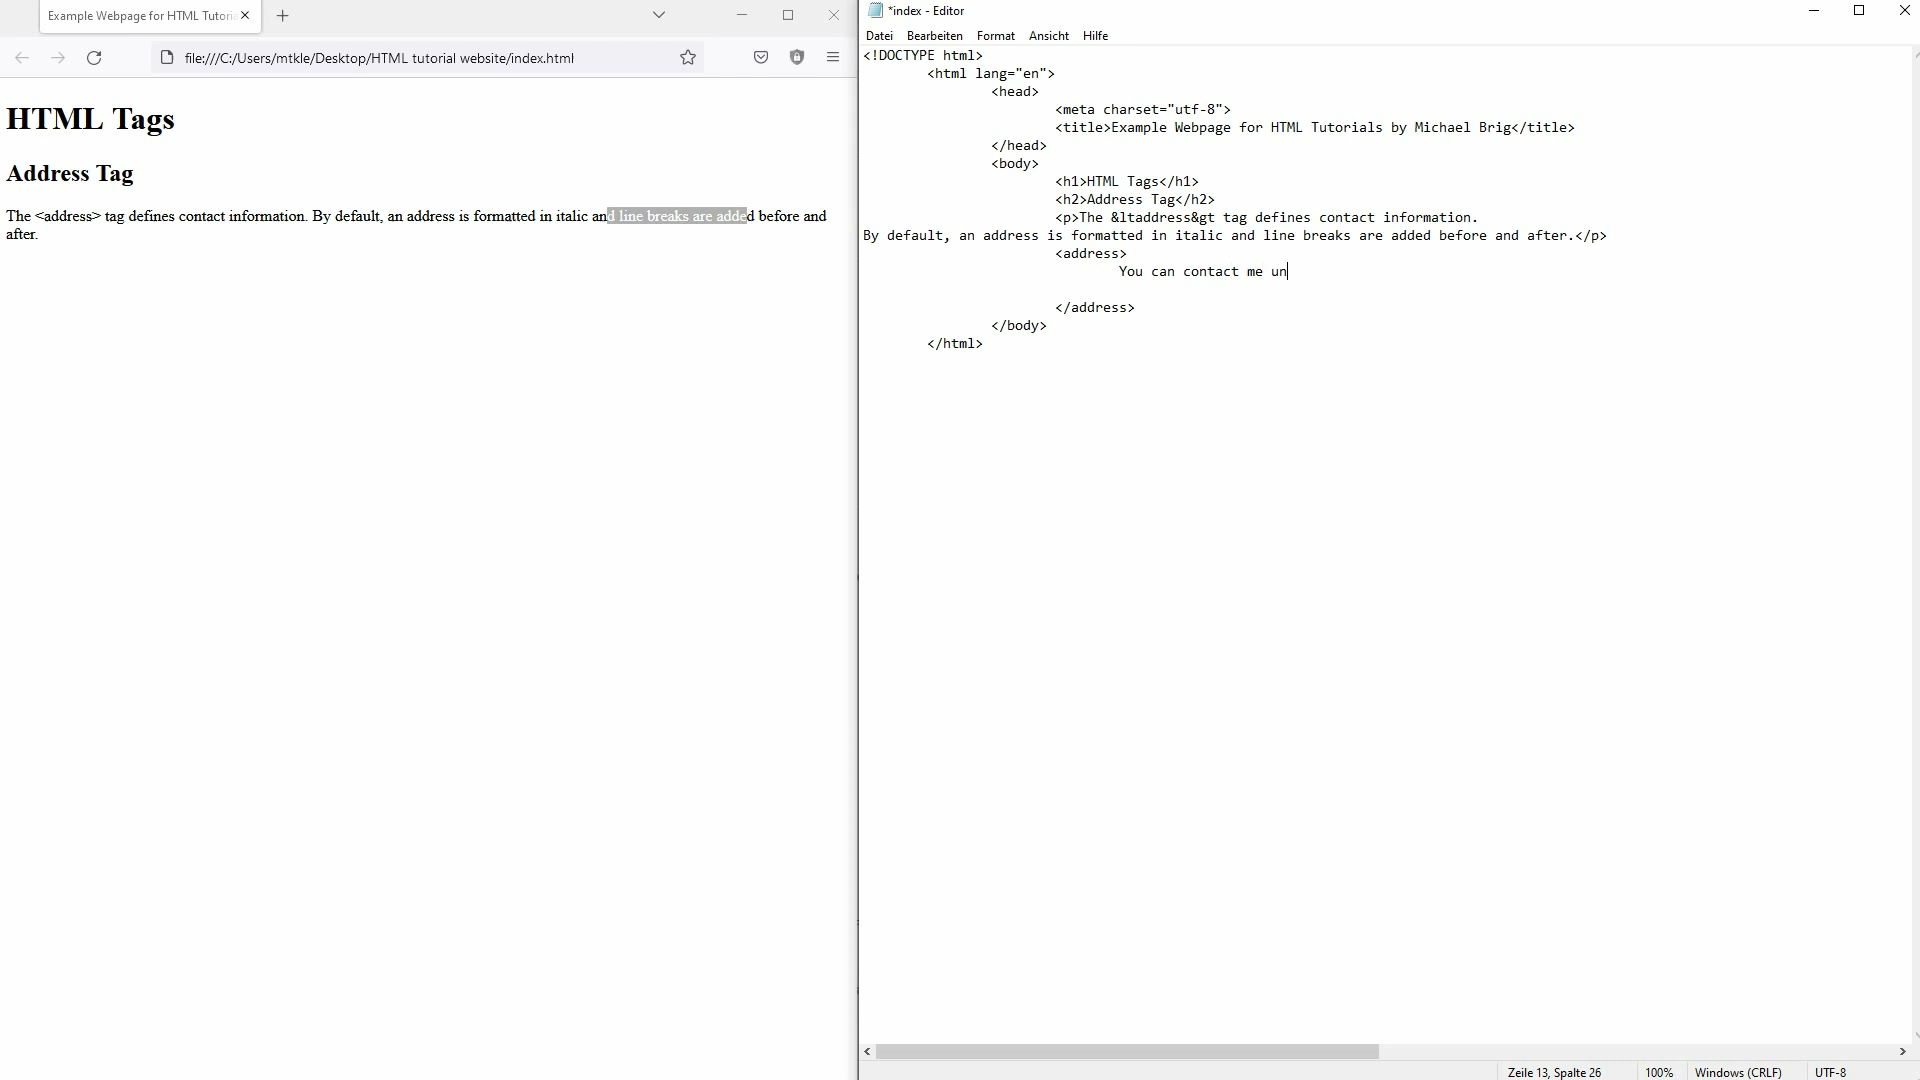 Example Webpage for HTML Tutoria
file:///C:/Users/mtkle/Desktop/HTML tutorial website/index.html
HTML Tags
Address Tag
The <address> tag defines contact information. By default, an address is formatted in italic and line breaks are added before and
after.
*index - Editor
Datei Bearbeiten Format Ansicht Hilfe
<!DOCTYPE html>
<html lang="en">
<head>
<meta charset="utf-8">
<title>Example Webpage for HTML Tutorials by Michael Brig</title>
</head>
<body>
<h1>HTML Tags</h1>
<h2>Address Tag</h2>
<p>The &ltaddress&gt tag defines contact information.
By default, an address is formatted in italic and line breaks are added before and after.</p>
<address>
You can contact me un
</address>
</body>
</html>
Zeile 13, Spalte 26 100% Windows (CRLF) UTF-8